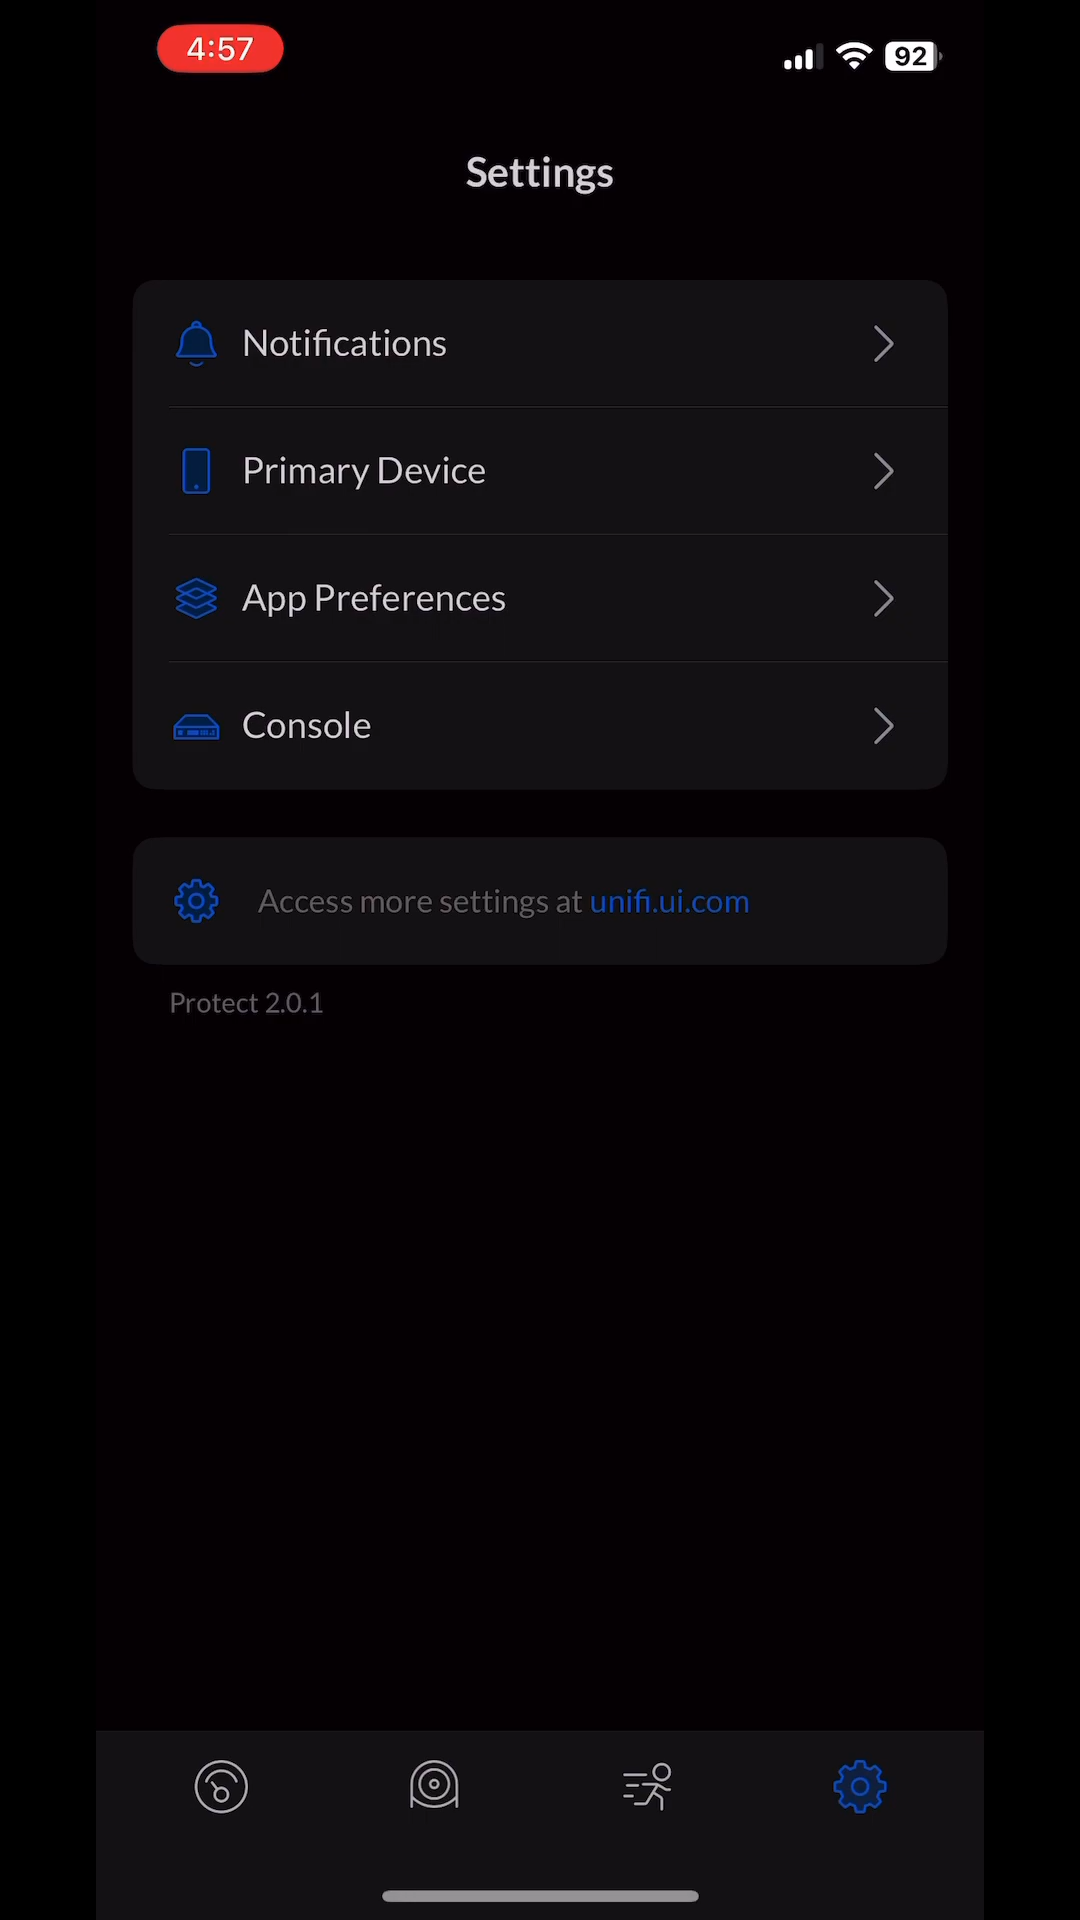 4:57
92
Settings
Notifications
Primary Device
App Preferences
Console
Access more settings at unifi.ui.com
Protect 2.0.1